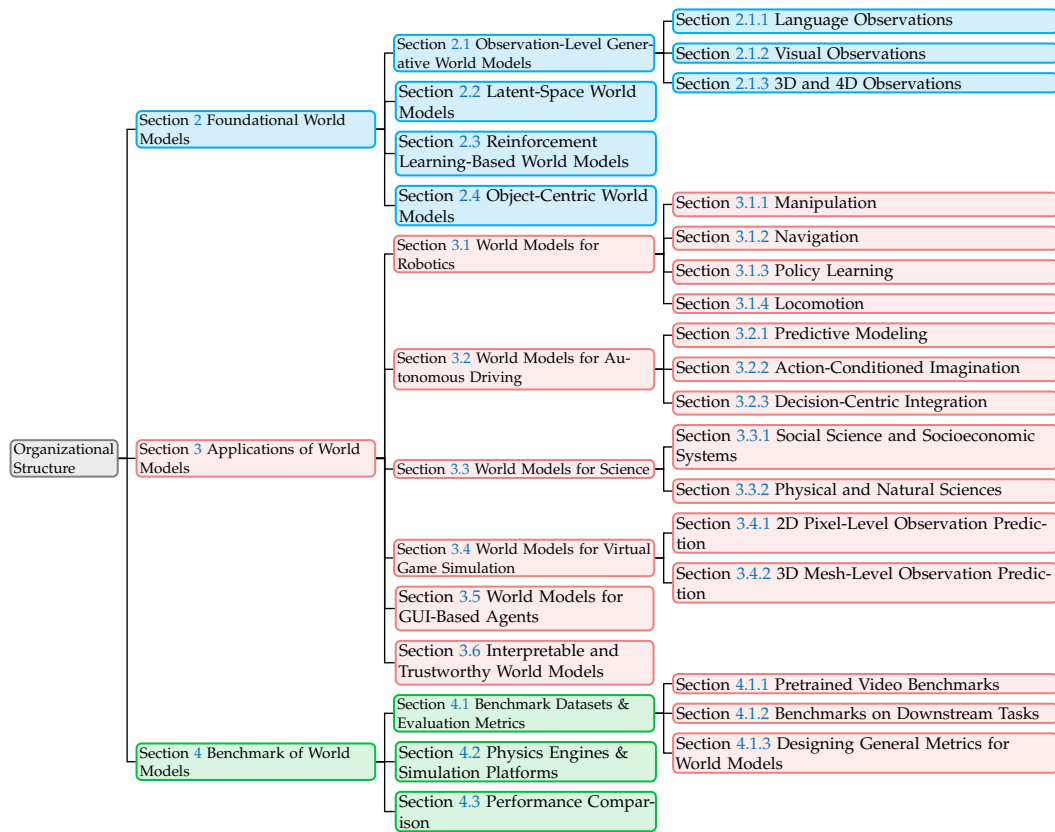 Organizational
Structure
Section 2 Foundational World
Models
Section 2.1 Observation-Level Gener-
ative World Models
Section 2.1.1 Language Observations
Section 2.1.2 Visual Observations
Section 2.1.3 3D and 4D Observations
Section 2.2 Latent-Space World
Models
Section 2.3 Reinforcement
Learning-Based World Models
Section 2.4 Object-Centric World
Models
Section 3 Applications of World
Models
Section 3.1 World Models for
Robotics
Section 3.1.1 Manipulation
Section 3.1.2 Navigation
Section 3.1.3 Policy Learning
Section 3.1.4 Locomotion
Section 3.2 World Models for Au-
tonomous Driving
Section 3.2.1 Predictive Modeling
Section 3.2.2 Action-Conditioned Imagination
Section 3.2.3 Decision-Centric Integration
Section 3.3 World Models for Science
Section 3.3.1 Social Science and Socioeconomic
Systems
Section 3.3.2 Physical and Natural Sciences
Section 3.4 World Models for Virtual
Game Simulation
Section 3.4.1 2D Pixel-Level Observation Predic-
tion
Section 3.4.2 3D Mesh-Level Observation Predic-
tion
Section 3.5 World Models for
GUI-Based Agents
Section 3.6 Interpretable and
Trustworthy World Models
Section 4 Benchmark of World
Models
Section 4.1 Benchmark Datasets &
Evaluation Metrics
Section 4.1.1 Pretrained Video Benchmarks
Section 4.1.2 Benchmarks on Downstream Tasks
Section 4.1.3 Designing General Metrics for
World Models
Section 4.2 Physics Engines &
Simulation Platforms
Section 4.3 Performance Compar-
ison